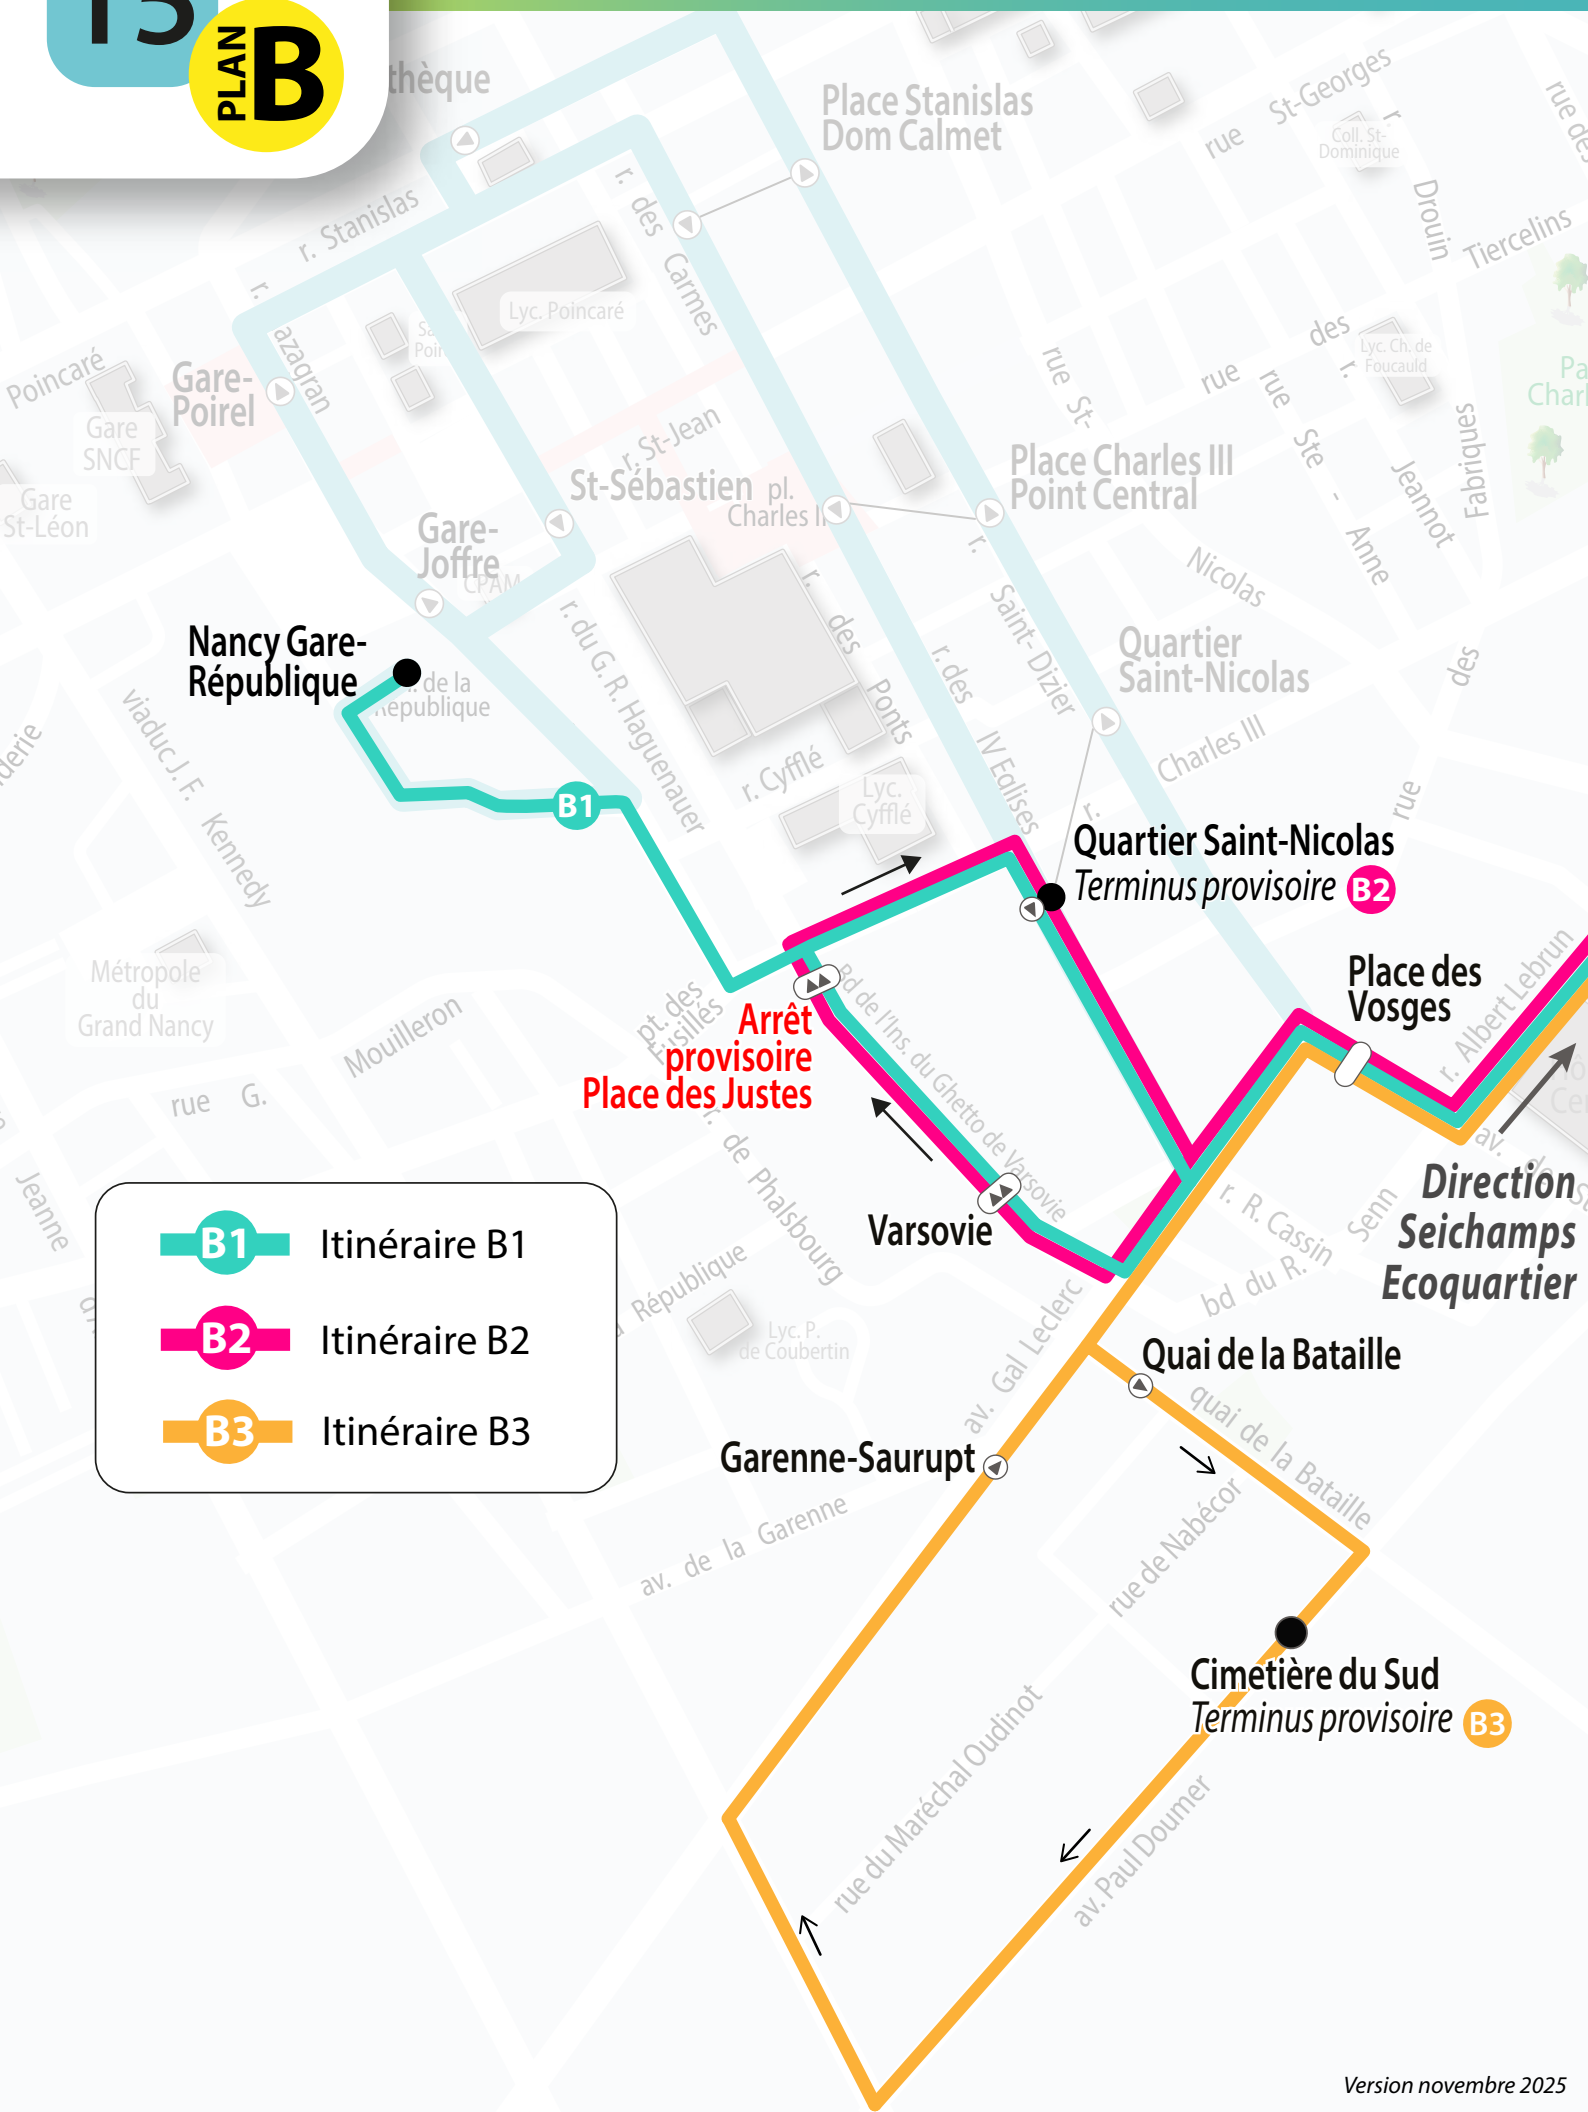 PLAN
B
thèque
Place Stanislas
Dom Calmet
rue St-Georges
Coll. St-
Dominique
r.
Drouin
Tiercelins
r. Stanislas
r. des Carmes
Lyc. Poincaré
r.
azagran
Poincaré
Gare-
Poirel
Gare
SNCF
Gare
St-Léon
rue
des
r.
Lyc. Ch. de
Foucauld
rue St-
rue Ste - Anne
Jeannot
Fabriques
r. St-Jean
St-Sébastien
pl.
Place Charles III
Point Central
Gare-
Joffre
CPAM
r. des Ponts
r. Saint-Dizier
Nicolas
Nancy Gare-
République
de la
République
r. du G. R. Haguenauer
r. des IV Eglises
Quartier
Saint-Nicolas
des
rue
r. Charles III
viaduc J. F. Kennedy
r. Cyfflé
Lyc.
Cyfflé
B1
Quartier Saint-Nicolas
Terminus provisoire B2
Métropole
du
Grand Nancy
Place des
Vosges
r. Albert Lebrun
pt. des
Fusillés
Bd de l'Ins. du Ghetto de Varsovie
Arrêt
provisoire
Place des Justes
rue G. Mouilleron
r. de Phalsbourg
Varsovie
Jeanne
r. R. Cassin
bd du R. Senn
av. de
Direction
Seichamps
Ecoquartier
B1 Itinéraire B1
B2 Itinéraire B2
B3 Itinéraire B3
République
Lyc. P.
de Coubertin
av. Gal Leclerc
Quai de la Bataille
quai de la Bataille
Garenne-Saurupt
av. de la Garenne
rue de Nabécor
Cimetière du Sud
Terminus provisoire B3
rue du Maréchal Oudinot
av. Paul Doumer
Version novembre 2025